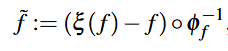 f̃ := (ξ(f) − f) ∘ ϕ_f^{-1},